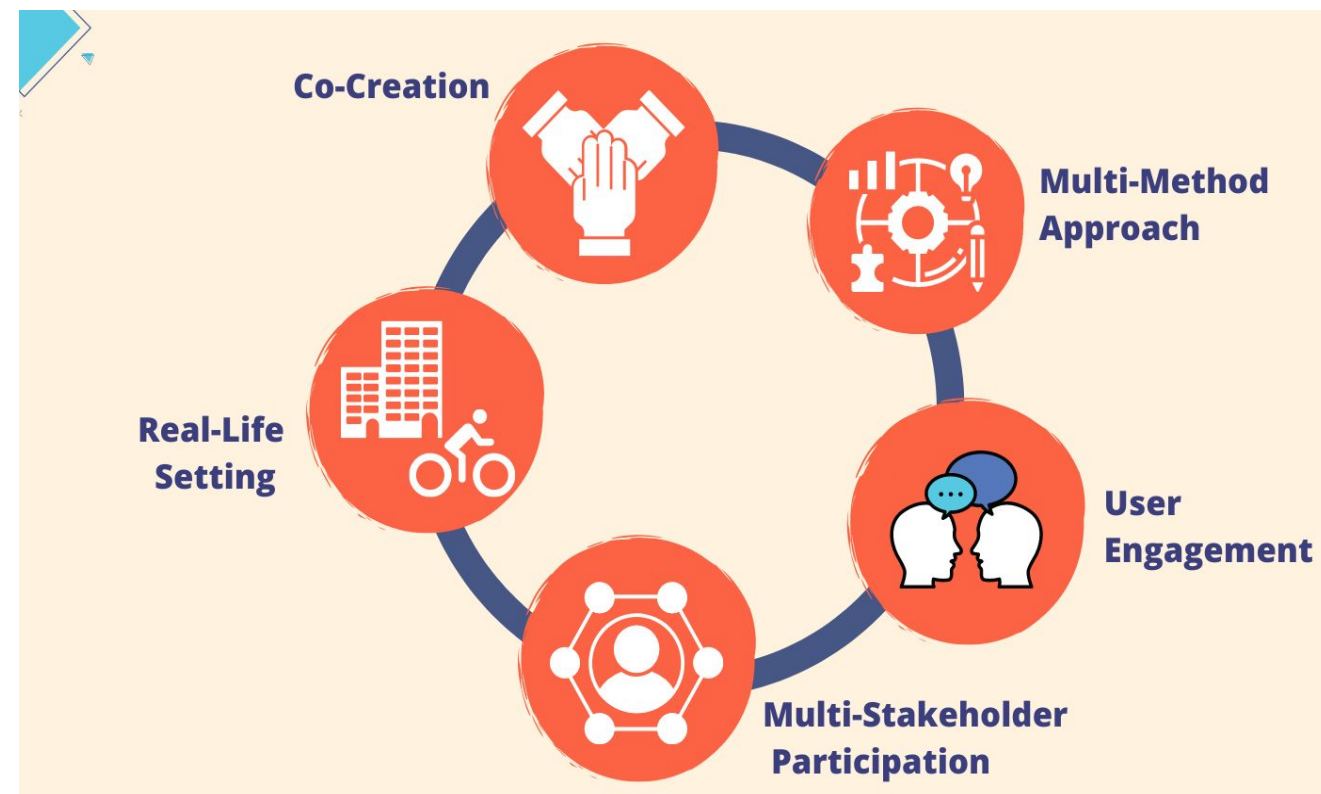 Co-Creation
Multi-Method
Approach
Real-Life
Setting
User
Engagement
Multi-Stakeholder
Participation